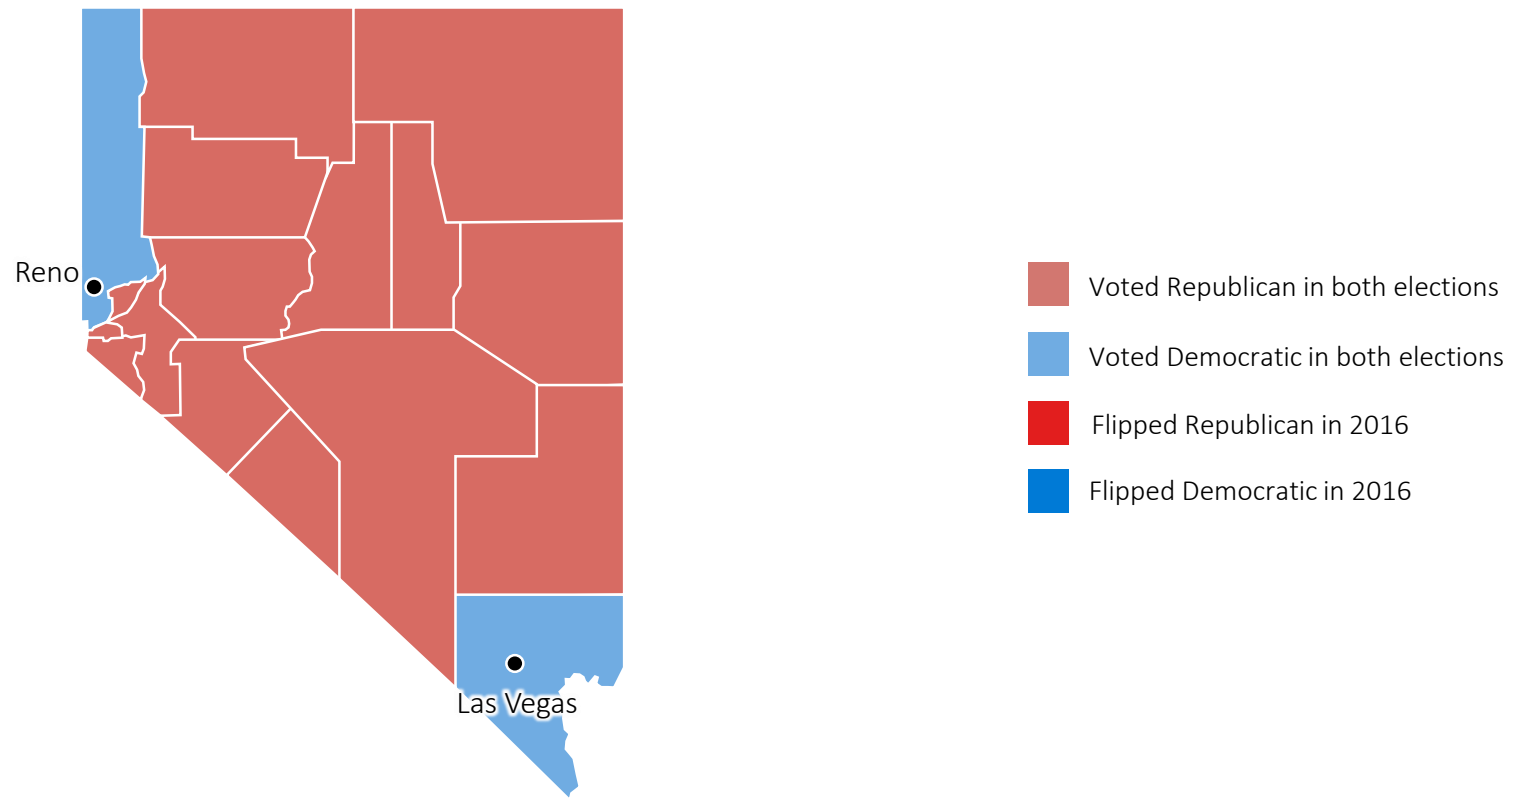 Reno
Las Vegas
Voted Republican in both elections
Voted Democratic in both elections
Flipped Republican in 2016
Flipped Democratic in 2016